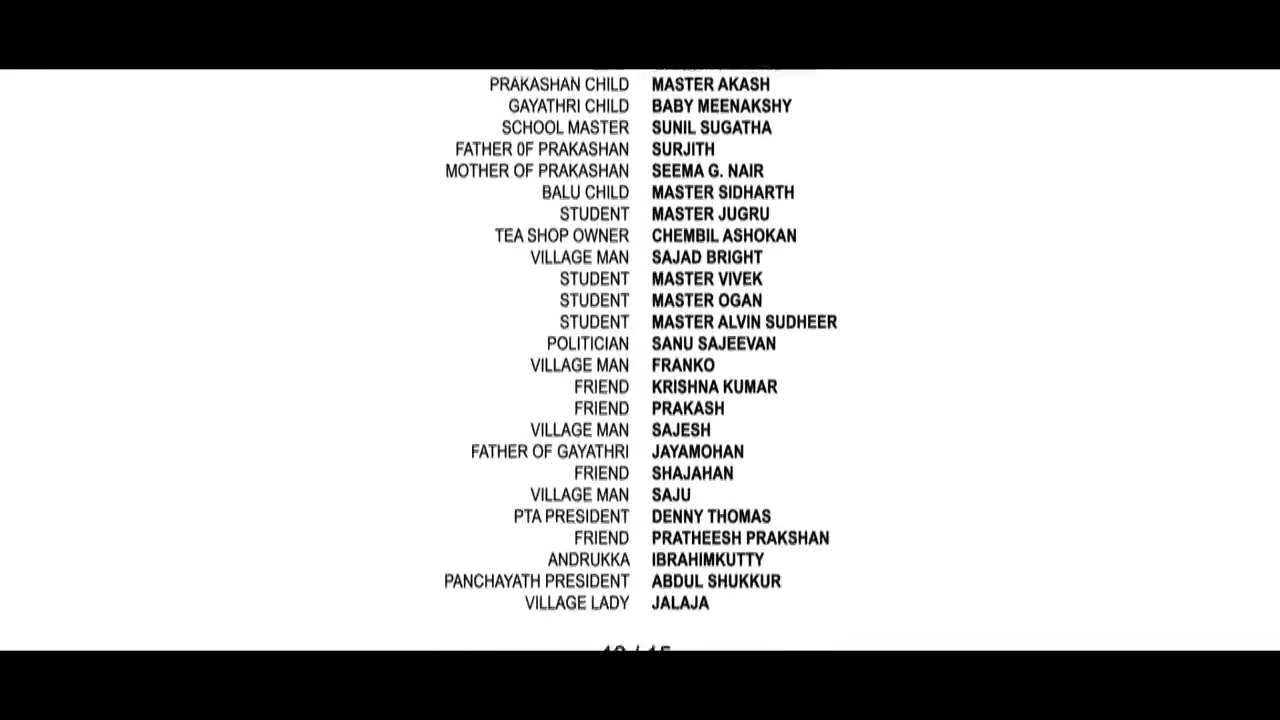 PRAKASHAN CHILD MASTER AKASH
GAYATHRI CHILD BABY MEENAKSHY
SCHOOL MASTER SUNIL SUGATHA
FATHER 0F PRAKASHAN SURJITH
MOTHER OF PRAKASHAN SEEMA G. NAIR
BALU CHILD MASTER SIDHARTH
STUDENT MASTER JUGRU
TEA SHOP OWNER CHEMBIL ASHOKAN
VILLAGE MAN SAJAD BRIGHT
STUDENT MASTER VIVEK
STUDENT MASTER OGAN
STUDENT MASTER ALVIN SUDHEER
POLITICIAN SANU SAJEEVAN
VILLAGE MAN FRANKO
FRIEND KRISHNA KUMAR
FRIEND PRAKASH
VILLAGE MAN SAJESH
FATHER OF GAYATHRI JAYAMOHAN
FRIEND SHAJAHAN
VILLAGE MAN SAJU
PTA PRESIDENT DENNY THOMAS
FRIEND PRATHEESH PRAKSHAN
ANDRUKKA IBRAHIMKUTTY
PANCHAYATH PRESIDENT ABDUL SHUKKUR
VILLAGE LADY JALAJA